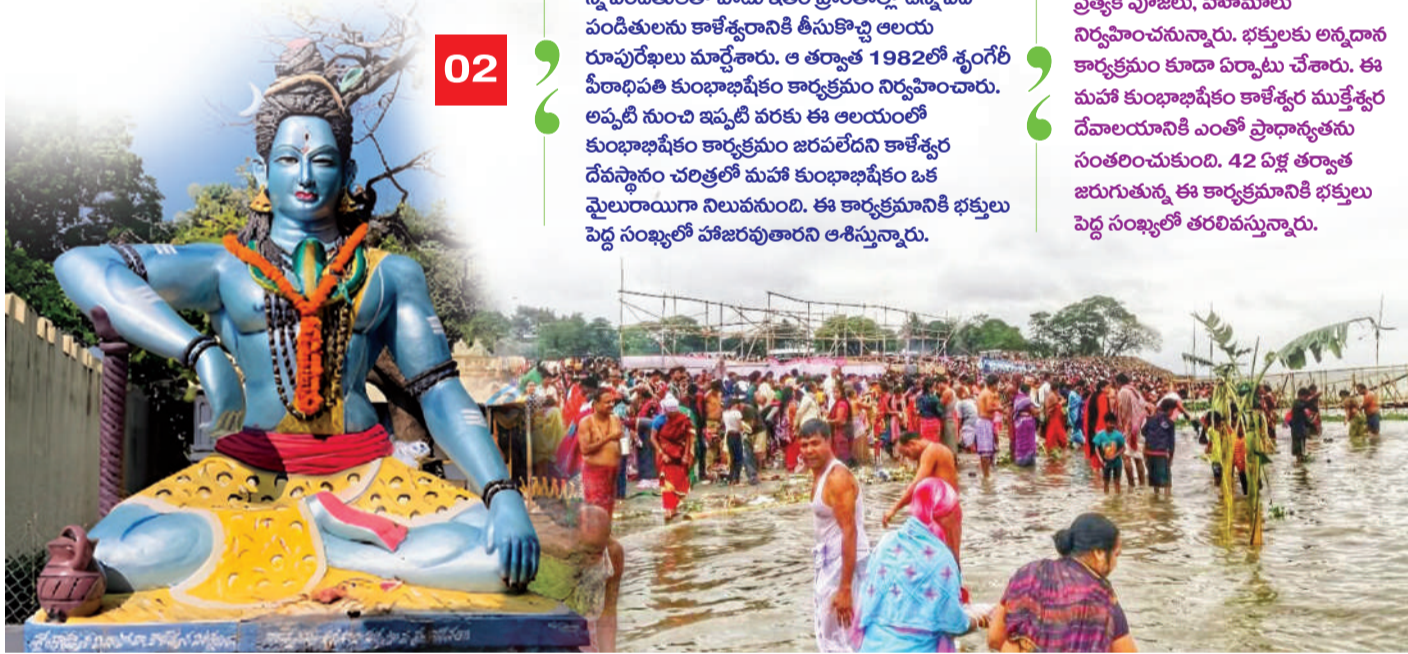 02
పండితులను కాళేశ్వరానికి తీసుకొచ్చి ఆలయ
రూపురేఖలు మార్చేశారు. ఆ తర్వాత 1982లో శృంగేరీ
పీఠాధిపతి కుంభాభిషేకం కార్యక్రమం నిర్వహించారు.
అప్పటి నుంచి ఇప్పటి వరకు ఈ ఆలయంలో
కుంభాభిషేకం కార్యక్రమం జరపలేదని కాళేశ్వర
దేవస్థానం చరిత్రలో మహా కుంభాభిషేకం ఒక
మైలురాయిగా నిలువనుంది. ఈ కార్యక్రమానికి భక్తులు
పెద్ద సంఖ్యలో హాజరవుతారని ఆశిస్తున్నారు.
ప్రత్యేక పూజలు, హోమాలు
నిర్వహించనున్నారు. భక్తులకు అన్నదాన
కార్యక్రమం కూడా ఏర్పాటు చేశారు. ఈ
మహా కుంభాభిషేకం కాళేశ్వర ముక్తేశ్వర
దేవాలయానికి ఎంతో ప్రాధాన్యతను
సంతరించుకుంది. 42 ఏళ్ల తర్వాత
జరుగుతున్న ఈ కార్యక్రమానికి భక్తులు
పెద్ద సంఖ్యలో తరలివస్తున్నారు.